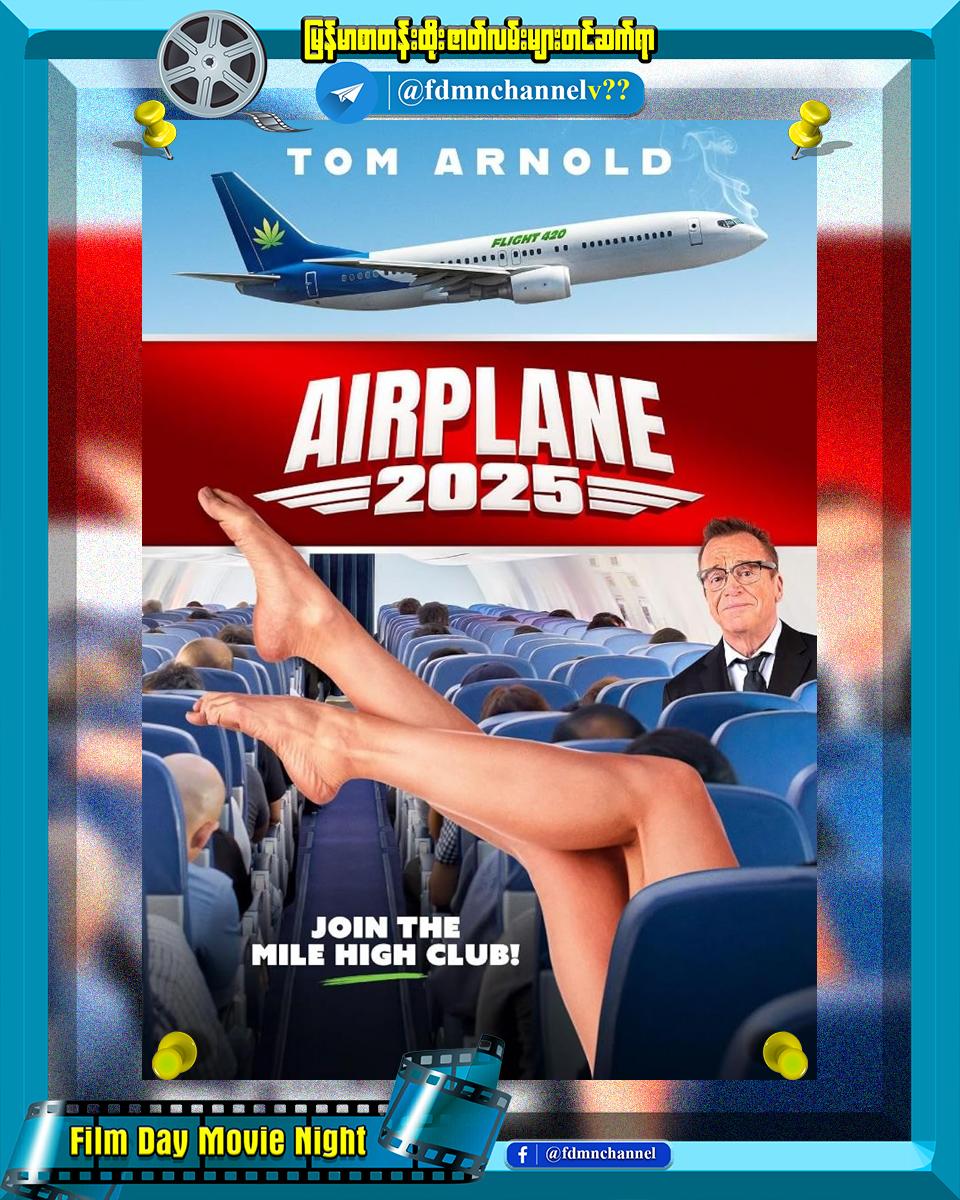 မြန်မာစာတန်းထိုးဇာတ်လမ်းများတင်ဆက်ရာ
@fdmnchannelv??
TOM ARNOLD
FLIGHT 420
AIRPLANE
2025
JOIN THE
MILE HIGH CLUB!
Film Day Movie Night
@fdmnchannel